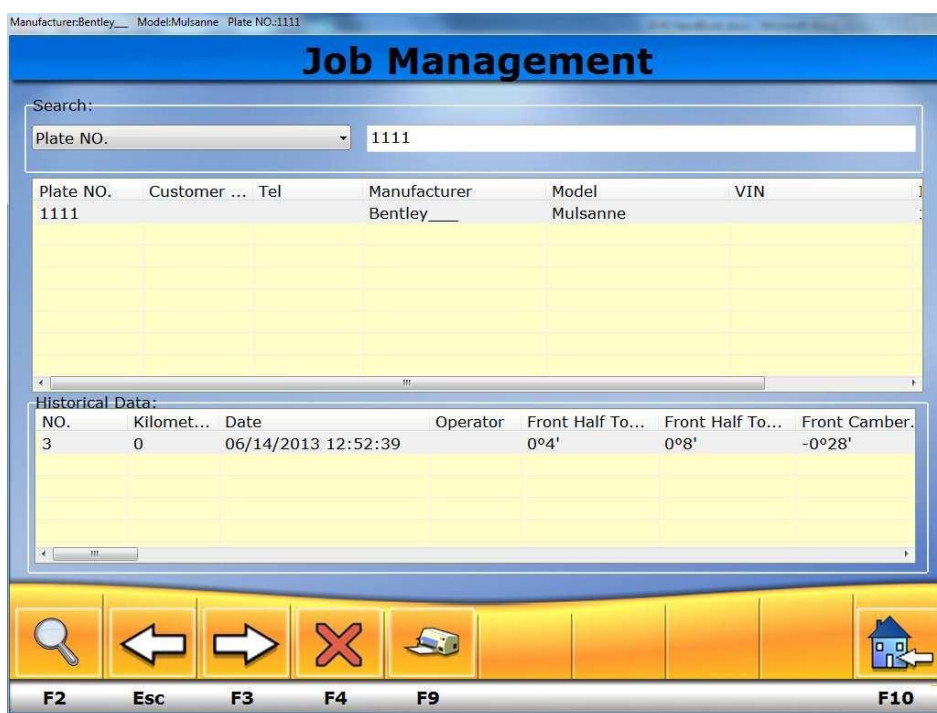 Manufacturer:Bentley__ Model:Mulsanne Plate NO.:1111
Job Management
Search:
Plate NO. 1111
Plate NO. Customer ... Tel Manufacturer Model VIN
1111 Bentley___ Mulsanne
Historical Data:
NO. Kilomet... Date Operator Front Half To... Front Half To... Front Camber.
3 0 06/14/2013 12:52:39 0°4' 0°8' -0°28'
F2 Esc F3 F4 F9 F10